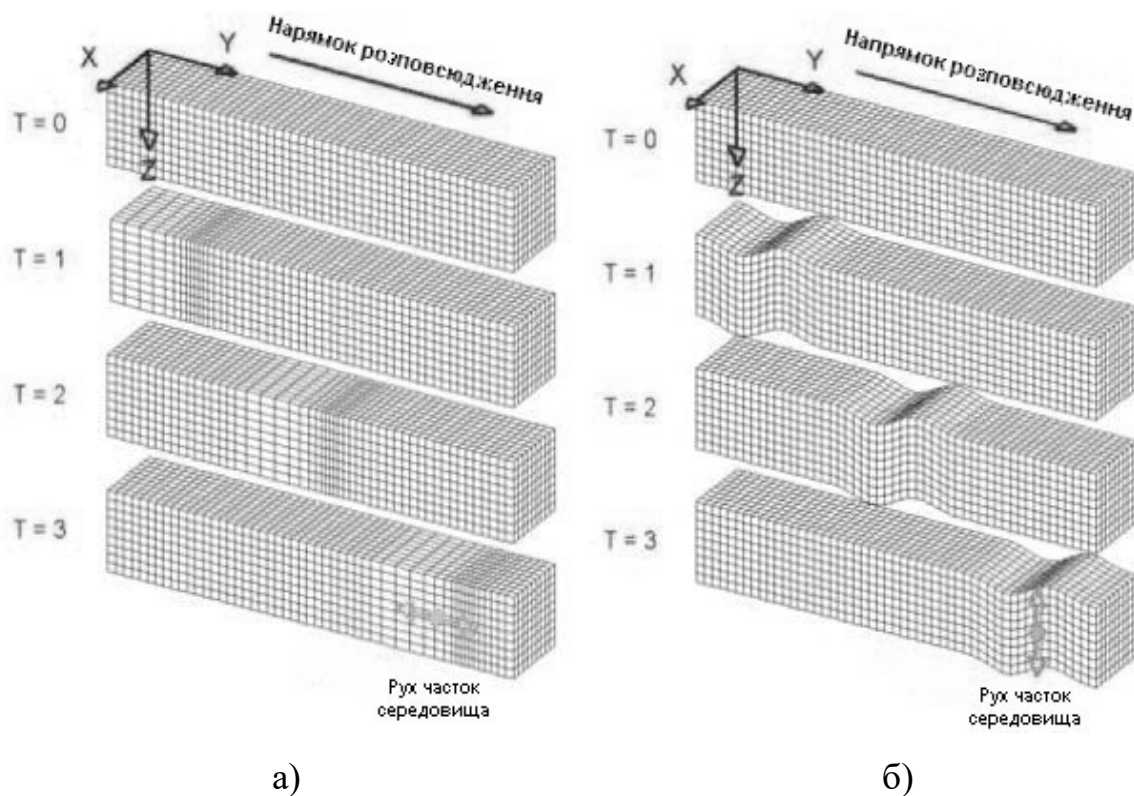 Нарямок розповсюдження
X
Y
T = 0
Z
T = 1
T = 2
T = 3
Рух часток
середовища
а)
Напрямок розповсюдження
X
Y
T = 0
Z
T = 1
T = 2
T = 3
Рух часток
середовища
б)